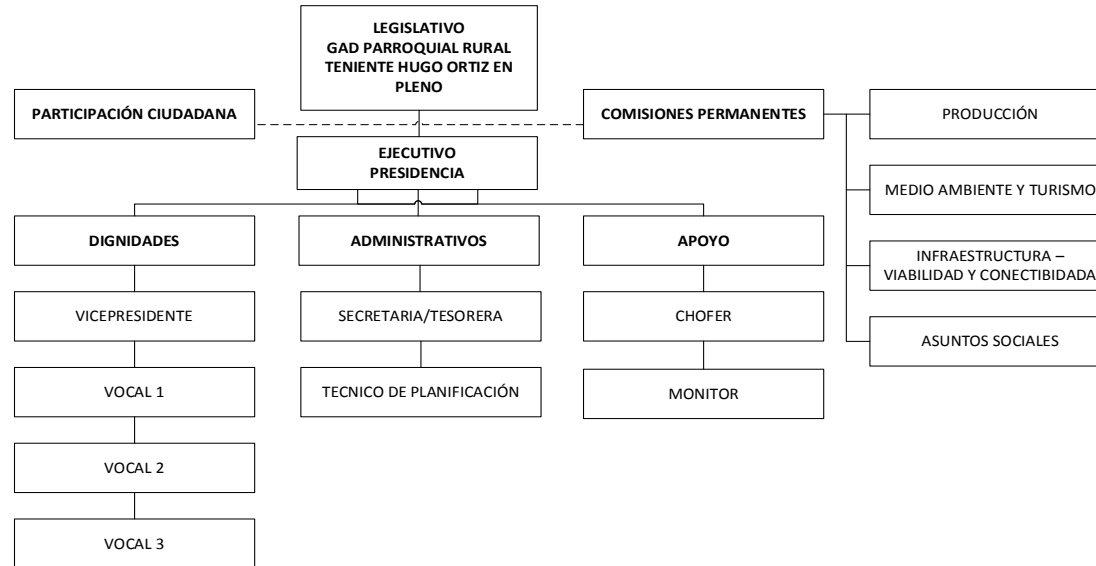 LEGISLATIVO
GAD PARROQUIAL RURAL
TENIENTE HUGO ORTIZ EN
PLENO
PARTICIPACIÓN CIUDADANA
COMISIONES PERMANENTES
PRODUCCIÓN
EJECUTIVO
PRESIDENCIA
MEDIO AMBIENTE Y TURISMO
DIGNIDADES
ADMINISTRATIVOS
APOYO
INFRAESTRUCTURA –
VIABILIDAD Y CONECTIBIDADA
VICEPRESIDENTE
SECRETARIA/TESORERA
CHOFER
ASUNTOS SOCIALES
VOCAL 1
TECNICO DE PLANIFICACIÓN
MONITOR
VOCAL 2
VOCAL 3